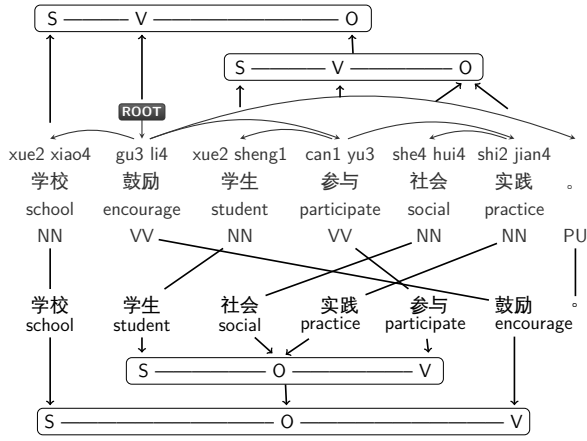 S V O
S V O
ROOT
xue2 xiao4 gu3 li4 xue2 sheng1 can1 yu3 she4 hui4 shi2 jian4
学校 鼓励 学生 参与 社会 实践 。
school encourage student participate social practice
NN VV NN VV NN NN PU
学校 学生 社会 实践 参与 鼓励 。
school student social practice participate encourage
S O V
S O V